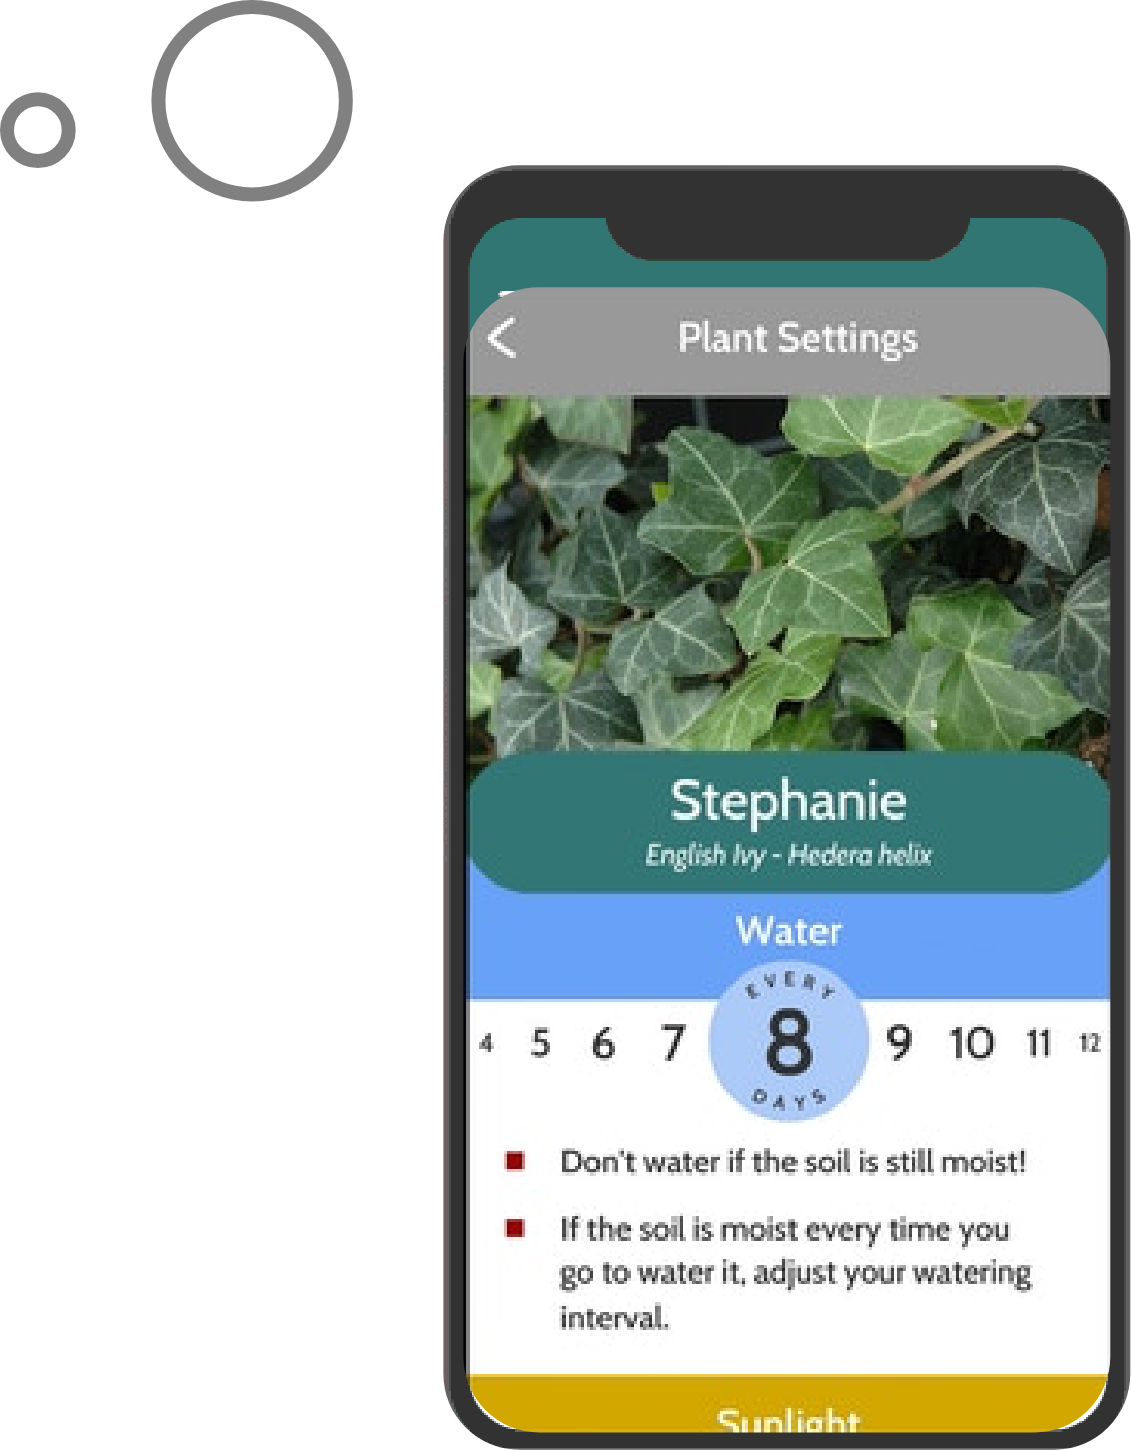 Plant Settings
Stephanie
English Ivy - Hedera helix
Water
EVERY
4 5 6 7 8 9 10 11 12
DAYS
Don't water if the soil is still moist!
If the soil is moist every time you
go to water it, adjust your watering
interval.
Sunlight